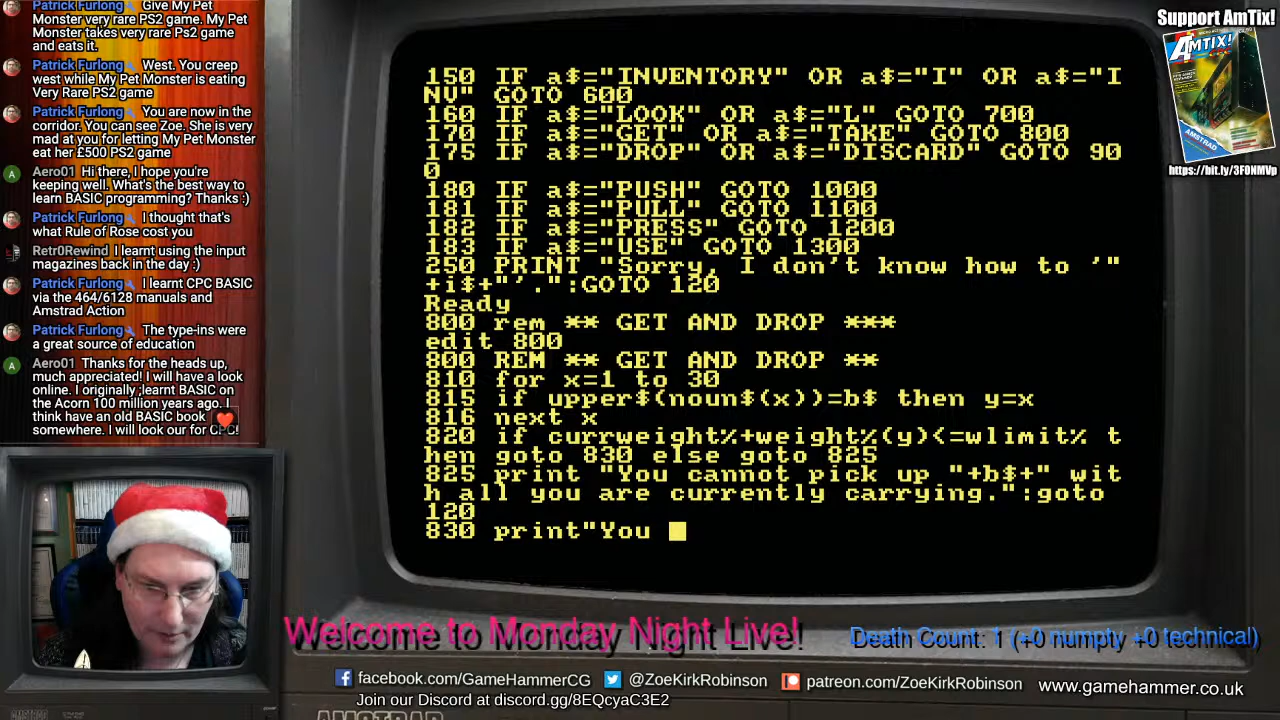 Patrick Furlong Give My Pet
Monster very rare PS2 game. My Pet
Monster takes very rare Ps2 game
and eats it.
Patrick Furlong West. You creep
west while My Pet Monster is eating
Very Rare PS2 game
Patrick Furlong You are now in the
corridor. You can see Zoe. She is very
mad at you for letting My Pet Monster
eat her £500 PS2 game
A Aero01 Hi there, I hope you're
keeping well. What's the best way to
learn BASIC programming? Thanks :)
Patrick Furlong I thought that's
what Rule of Rose cost you
Retr0Rewind I learnt using the input
magazines back in the day :)
Patrick Furlong I learnt CPC BASIC
via the 464/6128 manuals and
Amstrad Action
Patrick Furlong The type-ins were
a great source of education
A Aero01 Thanks for the heads up,
much appreciated! I will have a look
online. I originally ;learnt BASIC on
the Acorn 100 million years ago. I
think have an old BASIC book
somewhere. I will look our for CPC!
150 IF a$="INVENTORY" OR a$="I" OR a$="I
NV" GOTO 600
160 IF a$="LOOK" OR a$="L" GOTO 700
170 IF a$="GET" OR a$="TAKE" GOTO 800
175 IF a$="DROP" OR a$="DISCARD" GOTO 90
0
180 IF a$="PUSH" GOTO 1000
181 IF a$="PULL" GOTO 1100
182 IF a$="PRESS" GOTO 1200
183 IF a$="USE" GOTO 1300
250 PRINT "Sorry, I don't know how to '"
+i$+"'.":GOTO 120
Ready
800 rem ** GET AND DROP ***
edit 800
800 REM ** GET AND DROP **
810 for x=1 to 30
815 if upper$(noun$(x))=b$ then y=x
816 next x
820 if currweight%+weight%(y)<=wlimit% t
hen goto 830 else goto 825
825 print "You cannot pick up "+b$+" wit
h all you are currently carrying.":goto
120
830 print"You
Support AmTix!
AMTIX!
AMSTRAD
https://bit.ly/3F0NMVp
Welcome to Monday Night Live!
Death Count: 1 (+0 numpty +0 technical)
facebook.com/GameHammerCG @ZoeKirkRobinson patreon.com/ZoeKirkRobinson www.gamehammer.co.uk
Join our Discord at discord.gg/8EQcyaC3E2
AMSTRAD